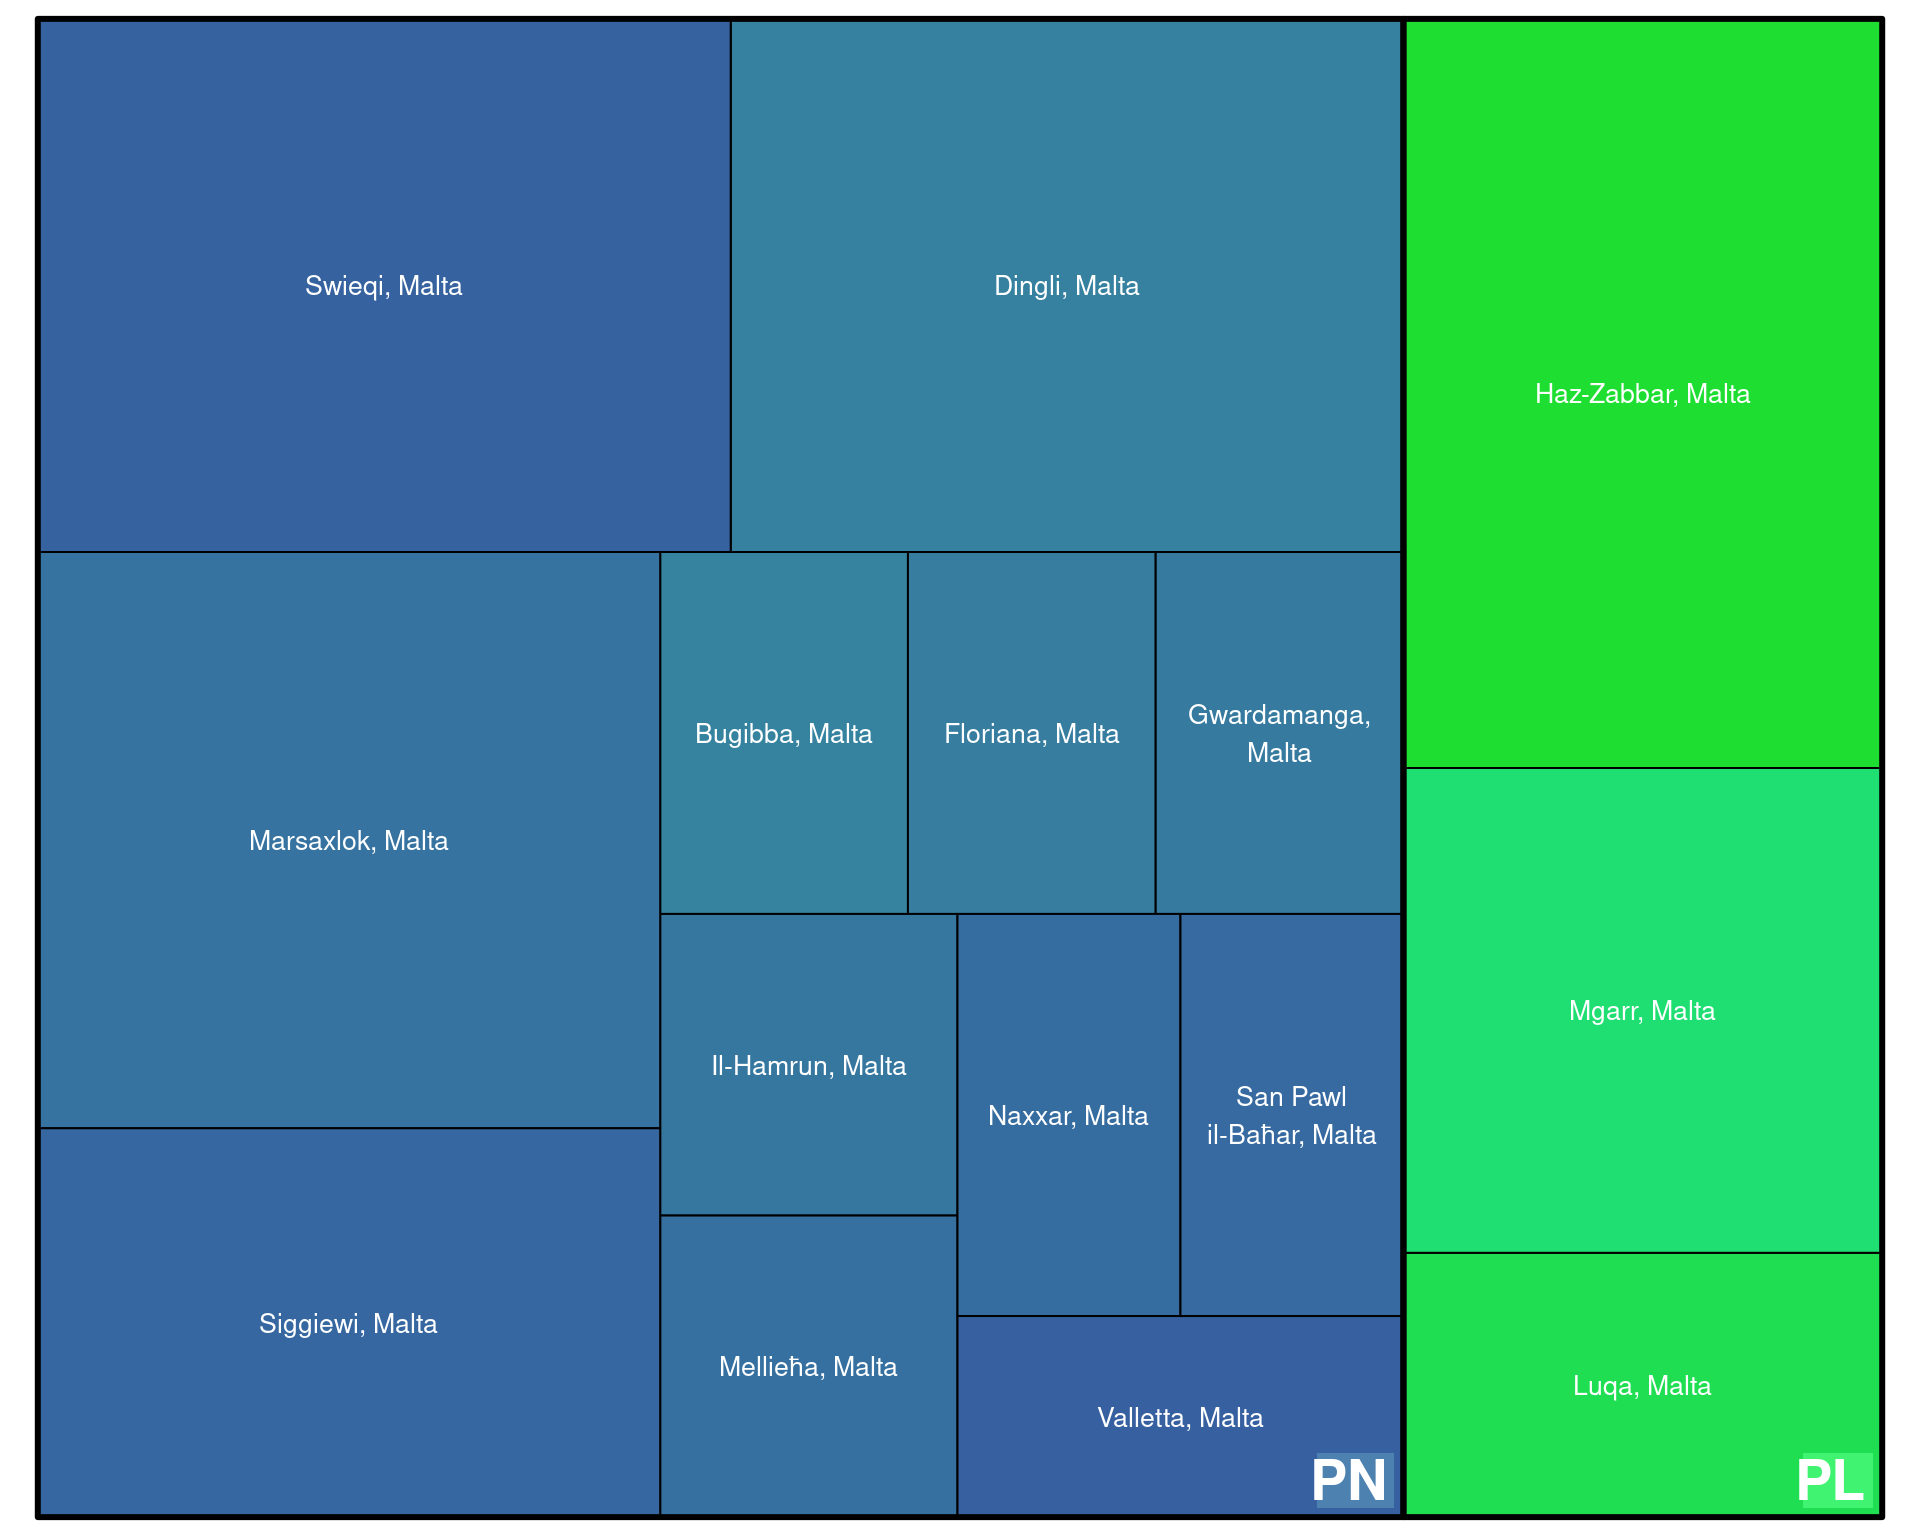 Swieqi, Malta
Dingli, Malta
Haz-Zabbar, Malta
Marsaxlok, Malta
Bugibba, Malta
Floriana, Malta
Gwardamanga,
Malta
Il-Hamrun, Malta
Naxxar, Malta
San Pawl
il-Baħar, Malta
Mgarr, Malta
Siggiewi, Malta
Mellieħa, Malta
Valletta, Malta
Luqa, Malta
PN
PL